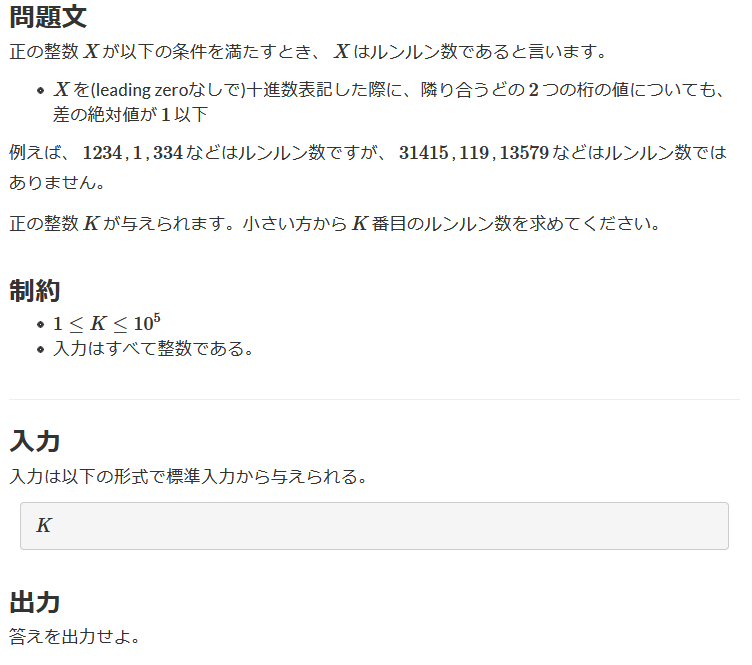 問題文
正の整数 X が以下の条件を満たすとき、 X はルンルン数であると言います。
• X を(leading zeroなしで)十進数表記した際に、隣り合うどの 2 つの桁の値についても、
差の絶対値が 1 以下
例えば、 1234 , 1 , 334 などはルンルン数ですが、 31415 , 119 , 13579 などはルンルン数では
ありません。
正の整数 K が与えられます。小さい方から K 番目のルンルン数を求めてください。
制約
• 1 ≤ K ≤ 10⁵
• 入力はすべて整数である。
入力
入力は以下の形式で標準入力から与えられる。
K
出力
答えを出力せよ。